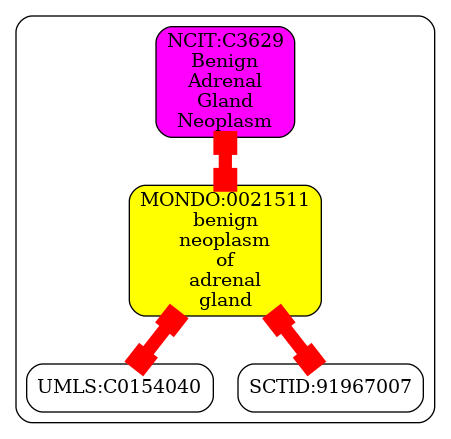 NCIT:C3629
Benign
Adrenal
Gland
Neoplasm
MONDO:0021511
benign
neoplasm
of
adrenal
gland
UMLS:C0154040
SCTID:91967007